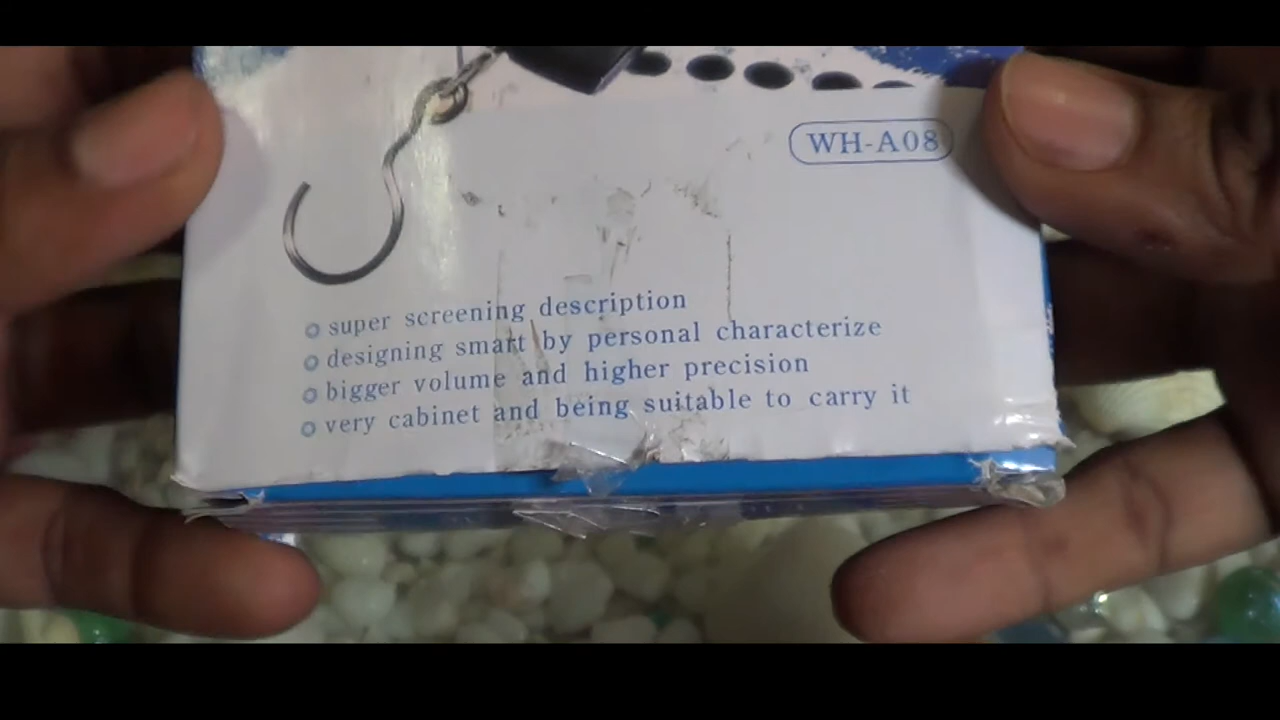 WH-A08
super screening description
designing smart by personal characterize
bigger volume and higher precision
very cabinet and being suitable to carry it